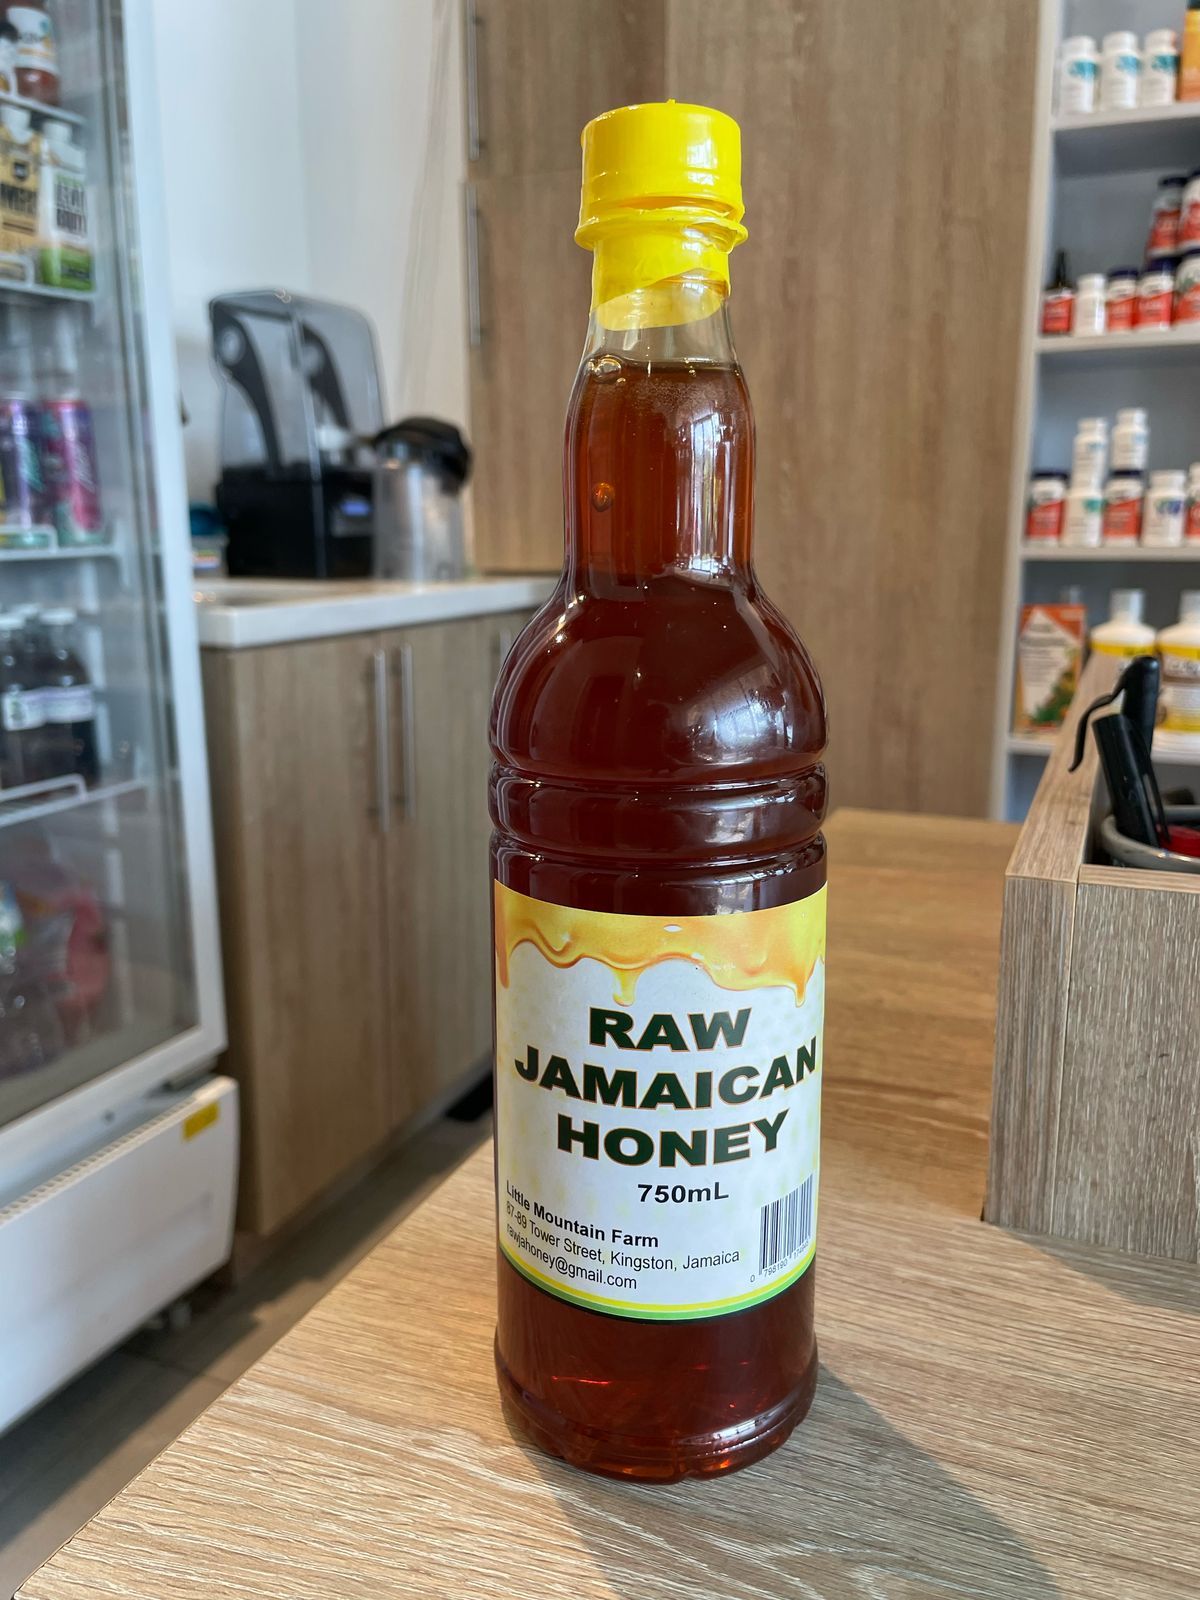 RAW
JAMAICAN
HONEY
750mL
Little Mountain Farm
87-89 Tower Street, Kingston, Jamaica
rawjahoney@gmail.com